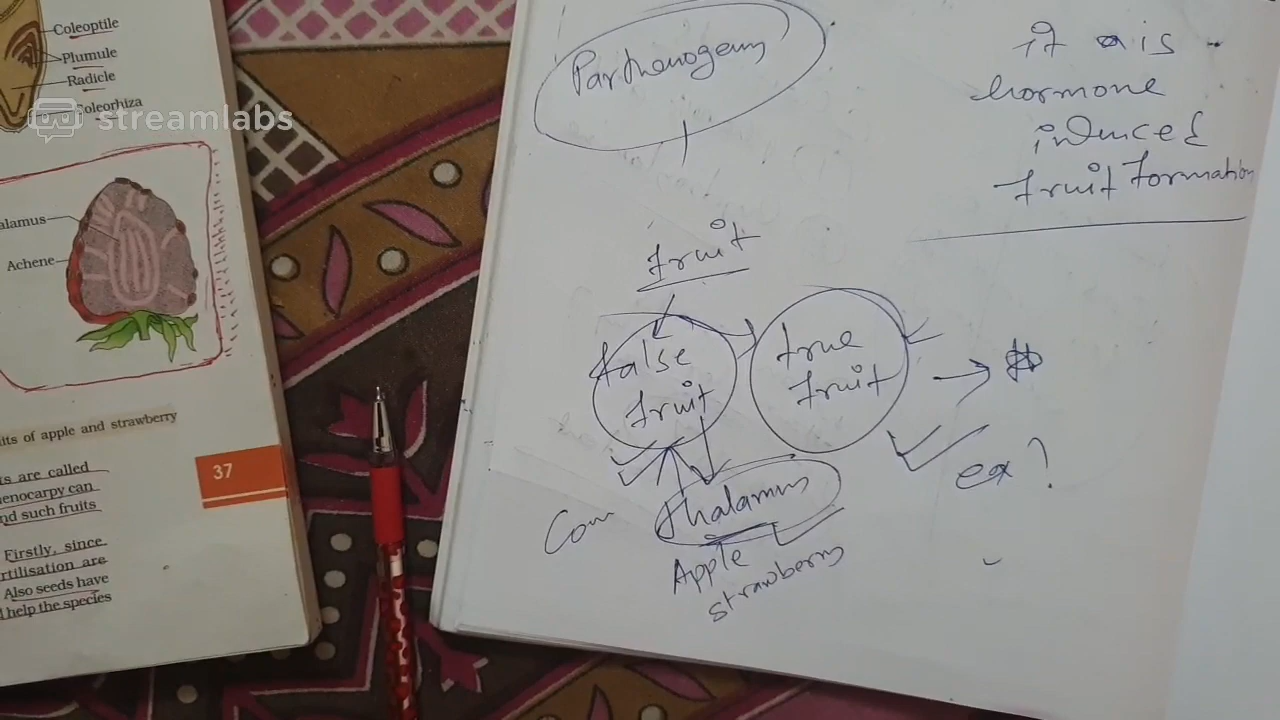 Coleoptile
Plumule
Radicle
oleorhiza
streamlabs
alamus
Achene
its of apple and strawberry
37
ts are called
enocarpy can
nd such fruits
Firstly, since
rtilisation are
Also seeds have
l help the species
Parthenogenis
it is
hormone
induced
fruit formation
fruit
false
fruit
true
fruit
ex?
thalamus
Apple
strawberry